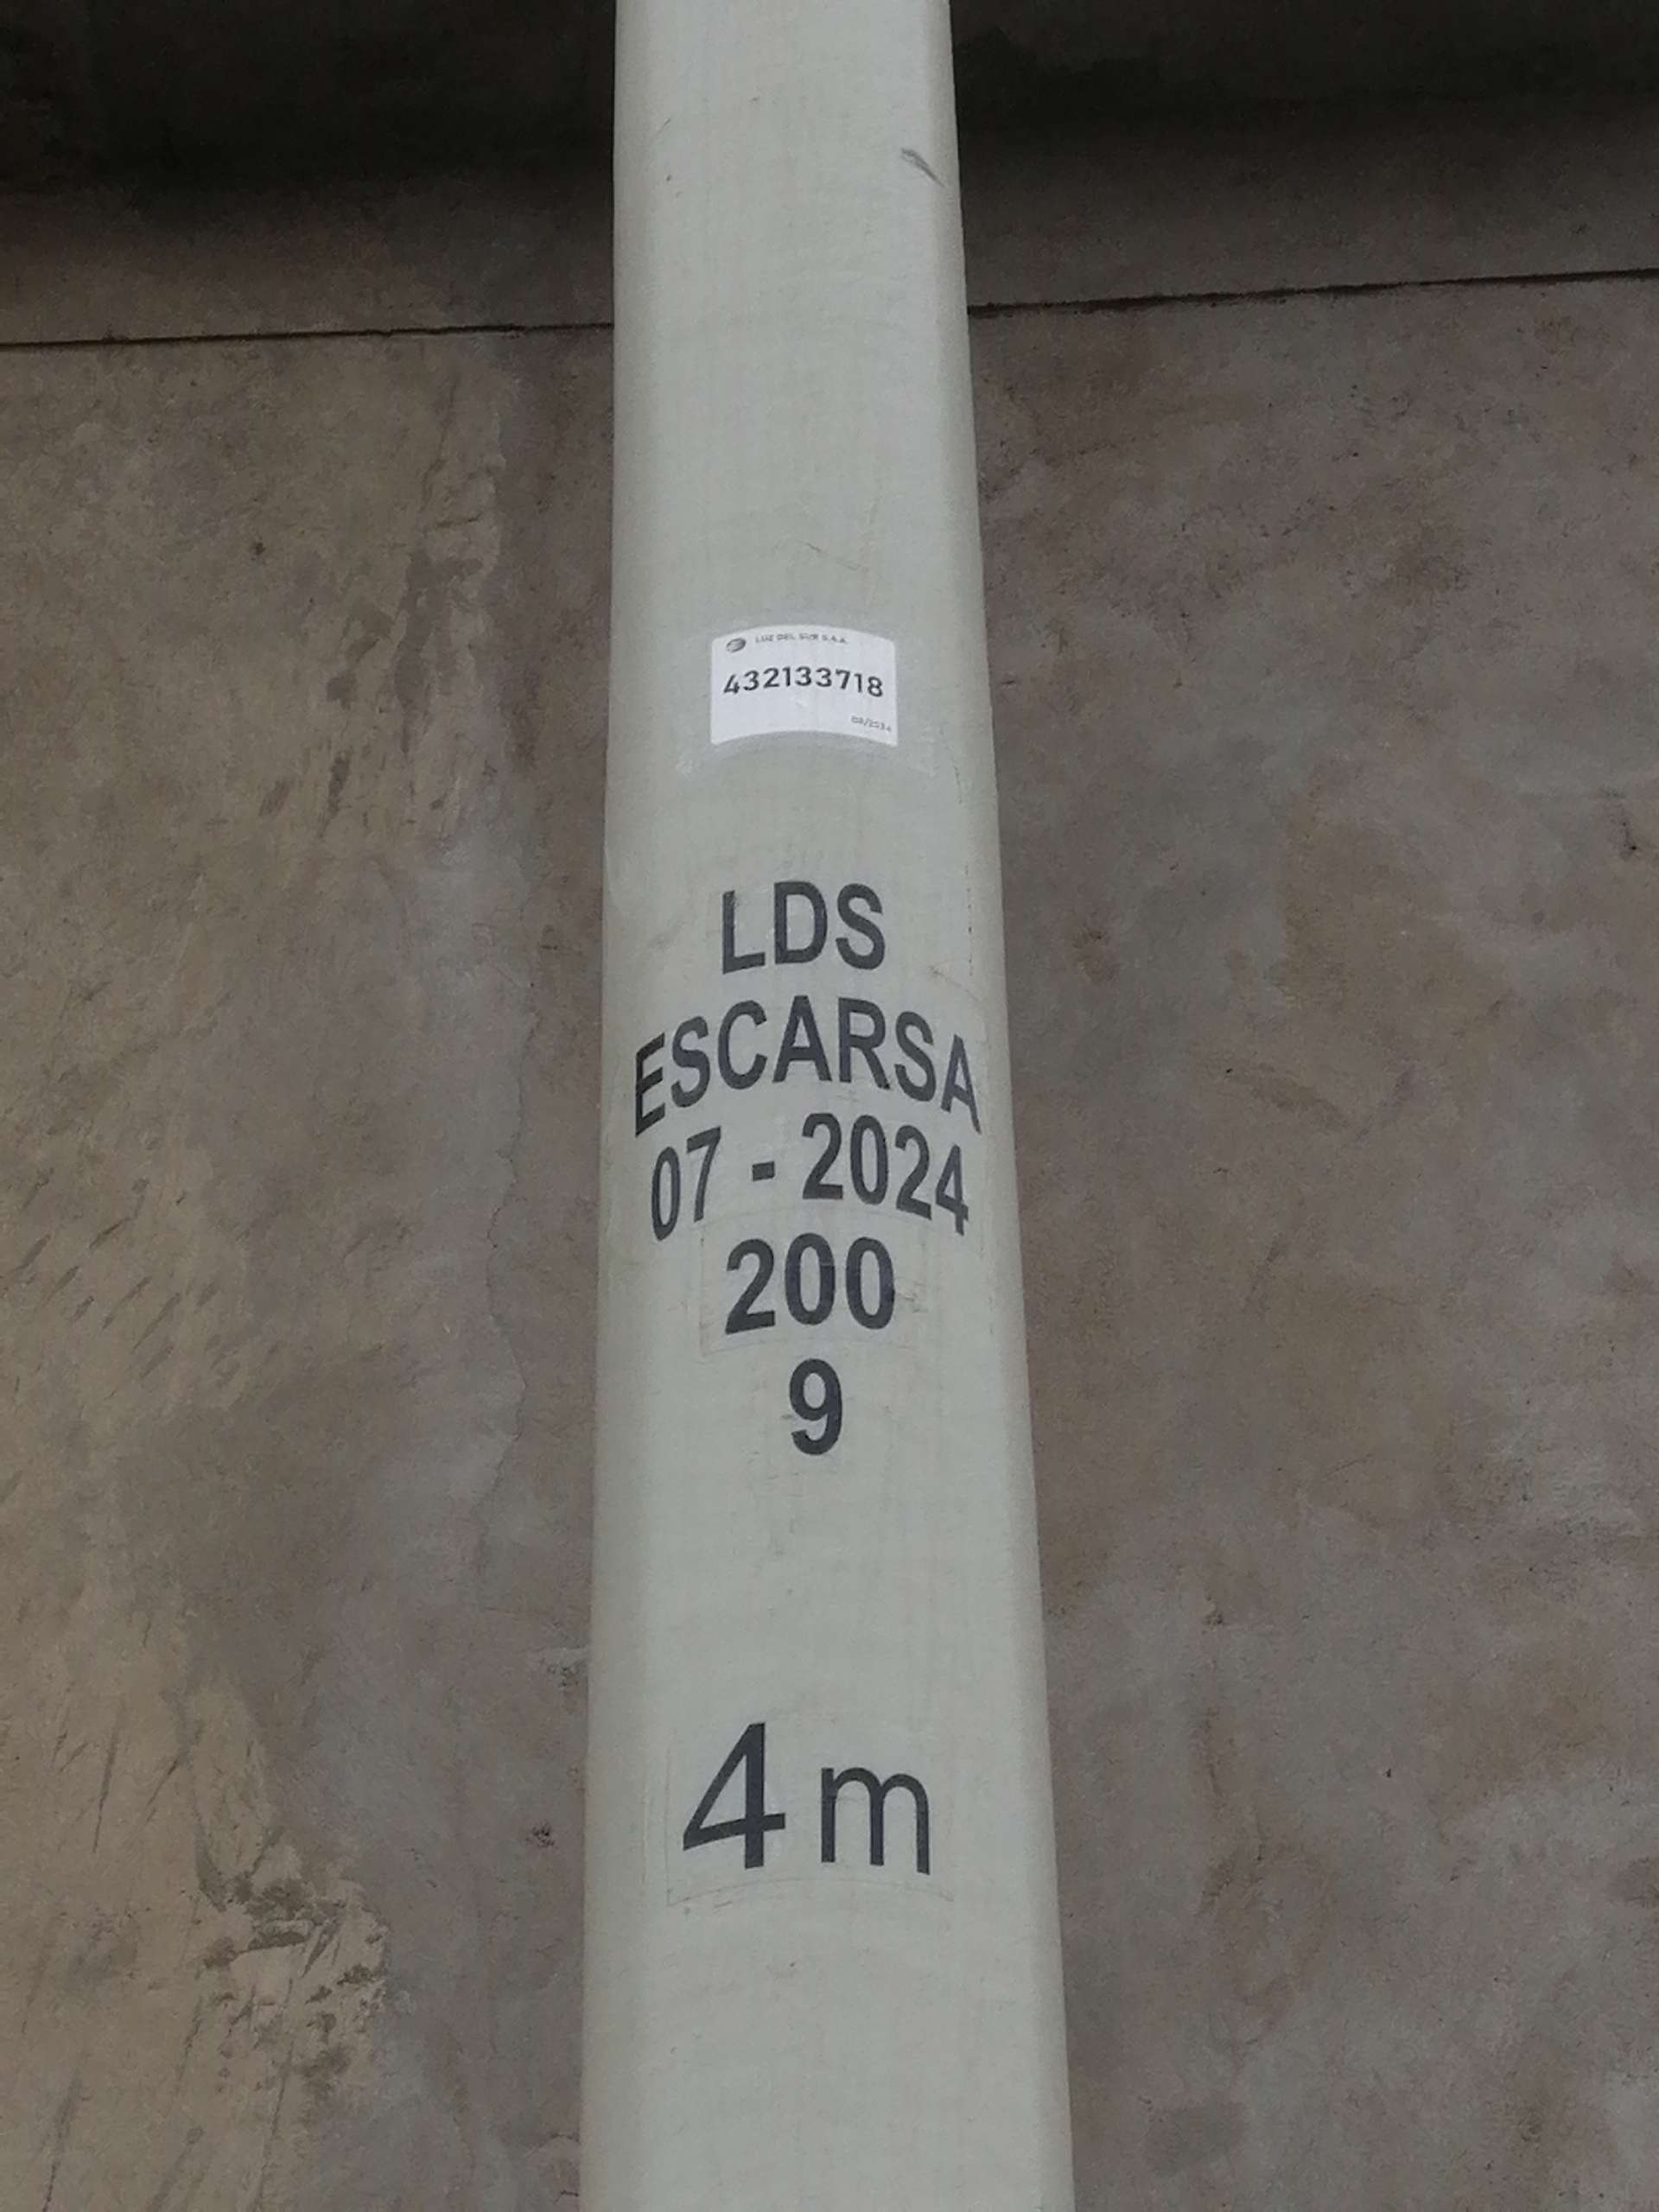 LUZ DEL SUR S.A.A.
432133718
LDS
ESCARSA
07 - 2024
200
9
4m